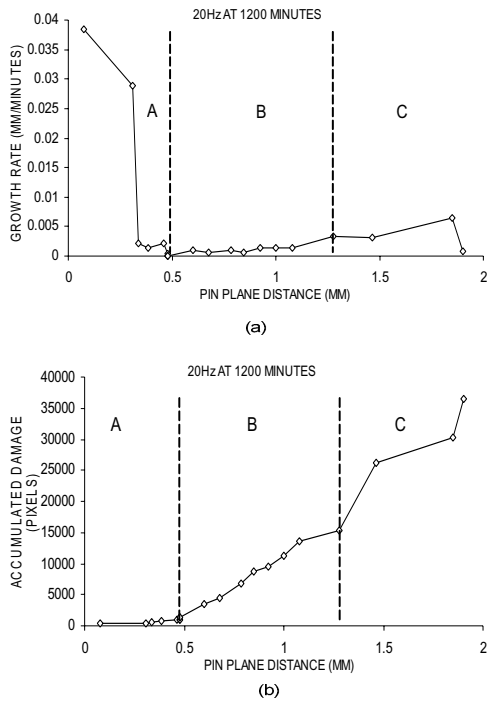 20Hz AT 1200 MINUTES
0.04
0.035
0.03
0.025
0.02
0.015
0.01
0.005
0
GROWTH RATE (MM/MINUTES)
A
B
C
0
0.5
1
1.5
2
PIN PLANE DISTANCE (MM)
(a)
20Hz AT 1200 MINUTES
40000
35000
30000
25000
20000
15000
10000
5000
0
ACCUMULATED DAMAGE
(PIXELS)
A
B
C
0
0.5
1
1.5
2
PIN PLANE DISTANCE (MM)
(b)